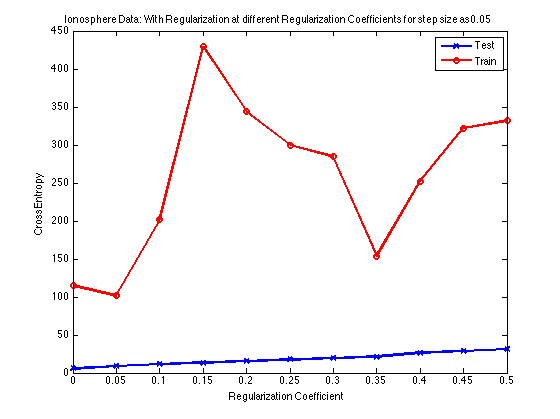 Ionosphere Data: With Regularization at different Regularization Coefficients for step size as0.05
450
400
350
300
250
200
150
100
50
0
Cross Entropy
Test
Train
0 0.05 0.1 0.15 0.2 0.25 0.3 0.35 0.4 0.45 0.5
Regularization Coefficient